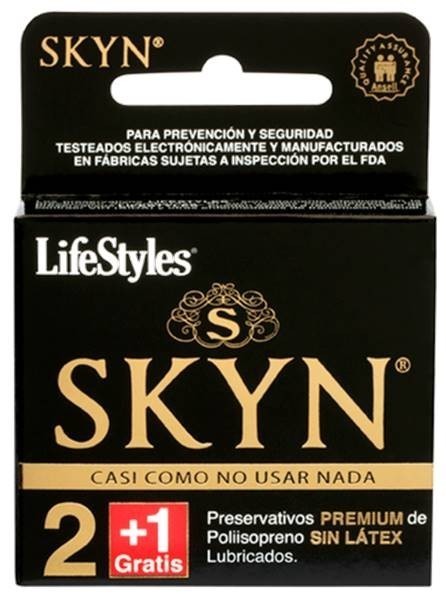 SKYN®
QUALITY ASSURANCE
Ansell
PARA PREVENCIÓN Y SEGURIDAD
TESTEADOS ELECTRÓNICAMENTE Y MANUFACTURADOS
EN FÁBRICAS SUJETAS A INSPECCIÓN POR EL FDA
LifeStyles®
S
SKYN®
CASI COMO NO USAR NADA
2 +1 Gratis
Preservativos PREMIUM de
Poliisopreno SIN LÁTEX
Lubricados.